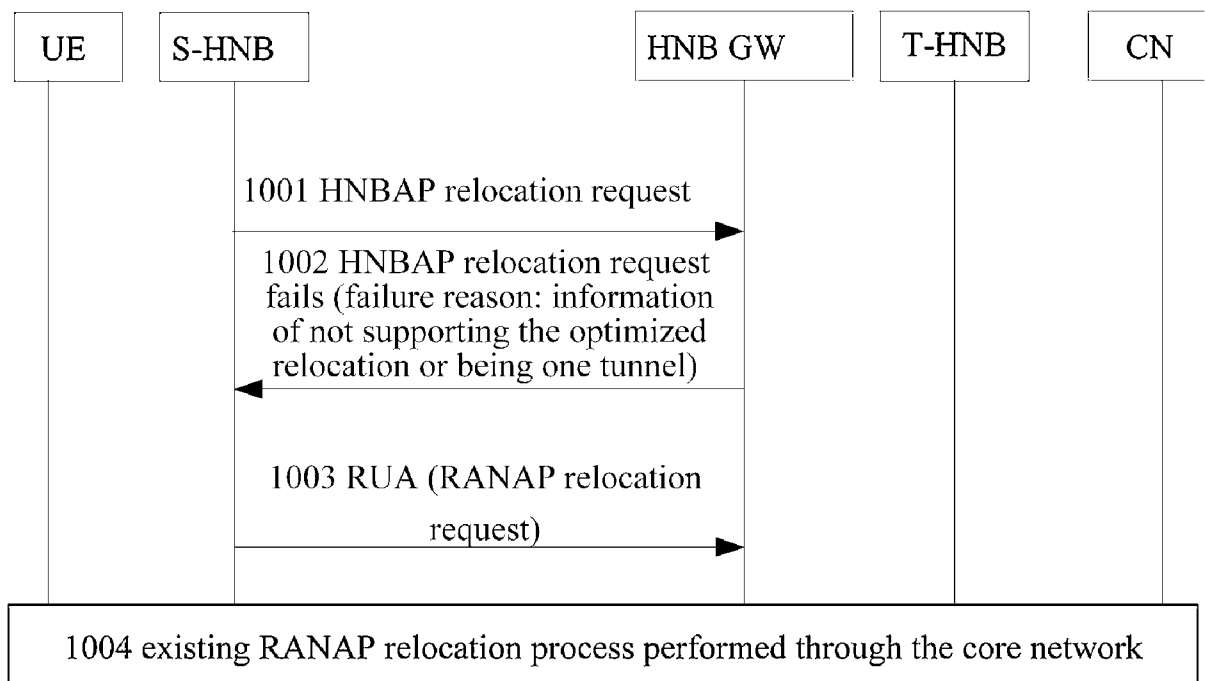 UE
S-HNB
HNB GW
T-HNB
CN
1001 HNBAP relocation request
1002 HNBAP relocation request
fails (failure reason: information
of not supporting the optimized
relocation or being one tunnel)
1003 RUA (RANAP relocation
request)
1004 existing RANAP relocation process performed through the core network